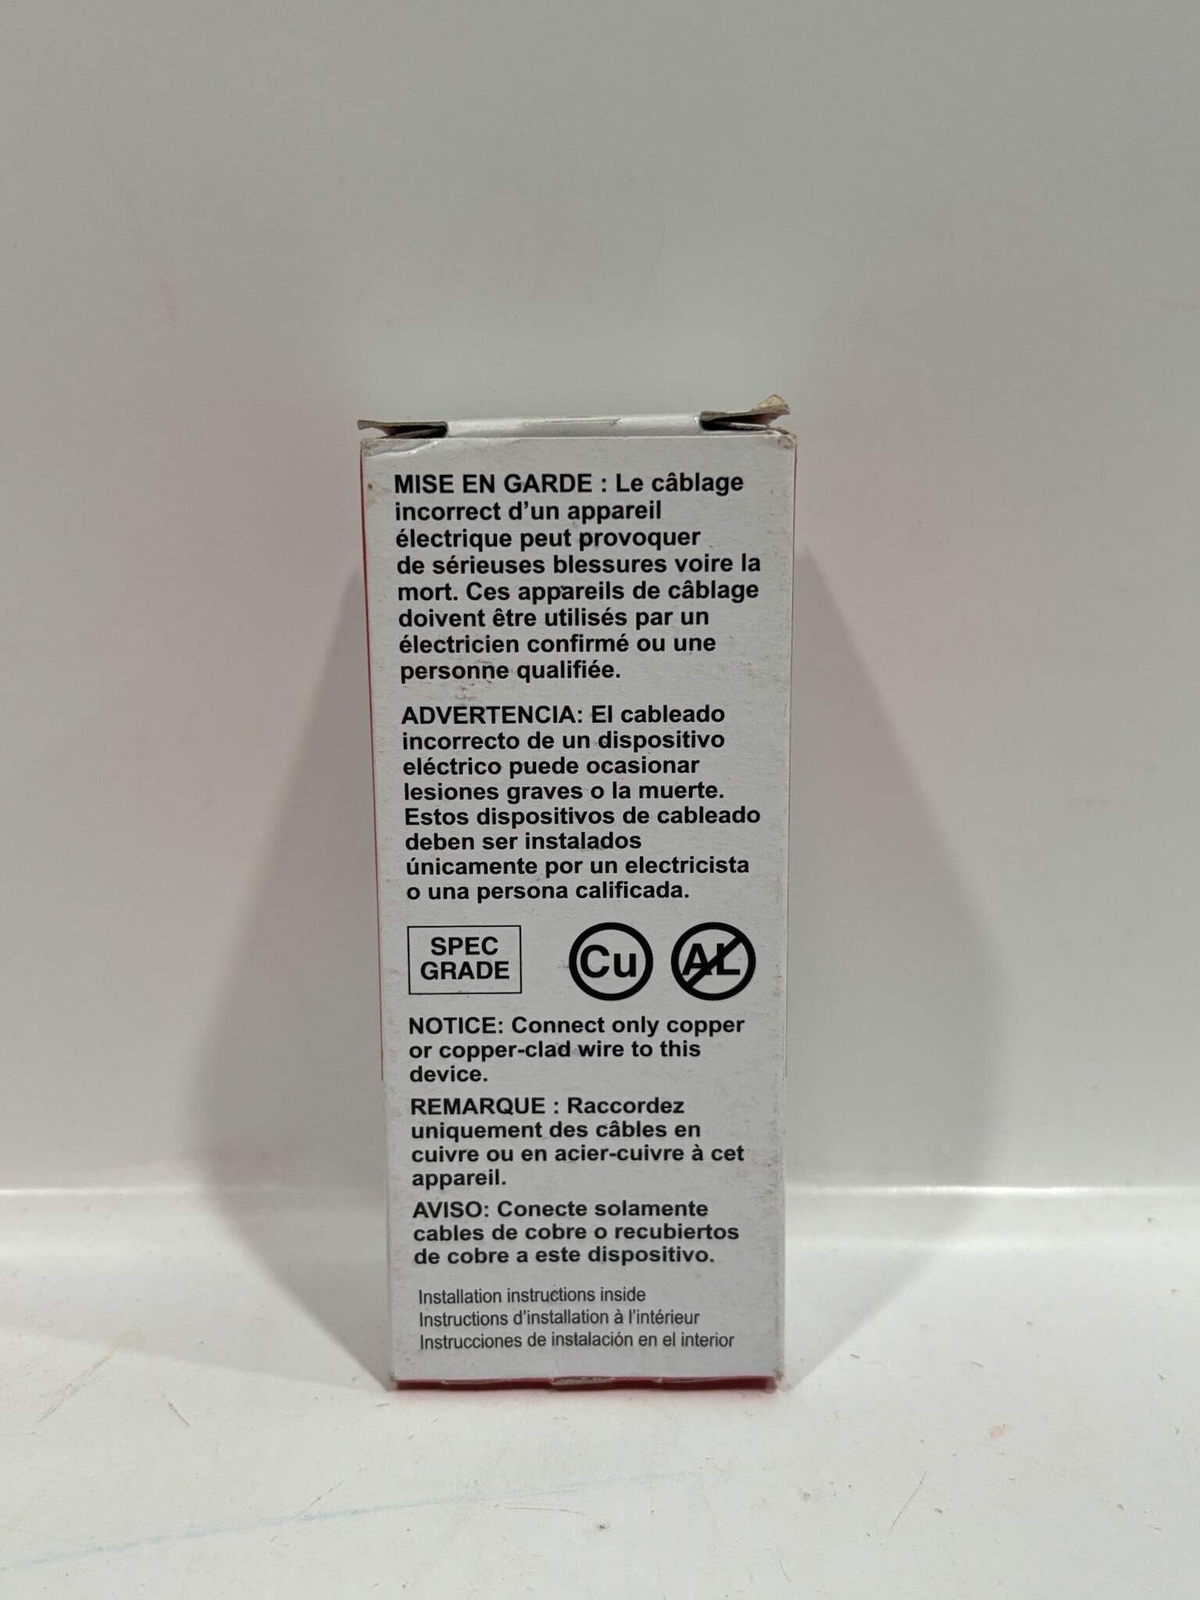 MISE EN GARDE : Le câblage
incorrect d’un appareil
électrique peut provoquer
de sérieuses blessures voire la
mort. Ces appareils de câblage
doivent être utilisés par un
électricien confirmé ou une
personne qualifiée.
ADVERTENCIA: El cableado
incorrecto de un dispositivo
eléctrico puede ocasionar
lesiones graves o la muerte.
Estos dispositivos de cableado
deben ser instalados
únicamente por un electricista
o una persona calificada.
SPEC
GRADE
Cu AL
NOTICE: Connect only copper
or copper-clad wire to this
device.
REMARQUE : Raccordez
uniquement des câbles en
cuivre ou en acier-cuivre à cet
appareil.
AVISO: Conecte solamente
cables de cobre o recubiertos
de cobre a este dispositivo.
Installation instructions inside
Instructions d’installation à l’intérieur
Instrucciones de instalación en el interior